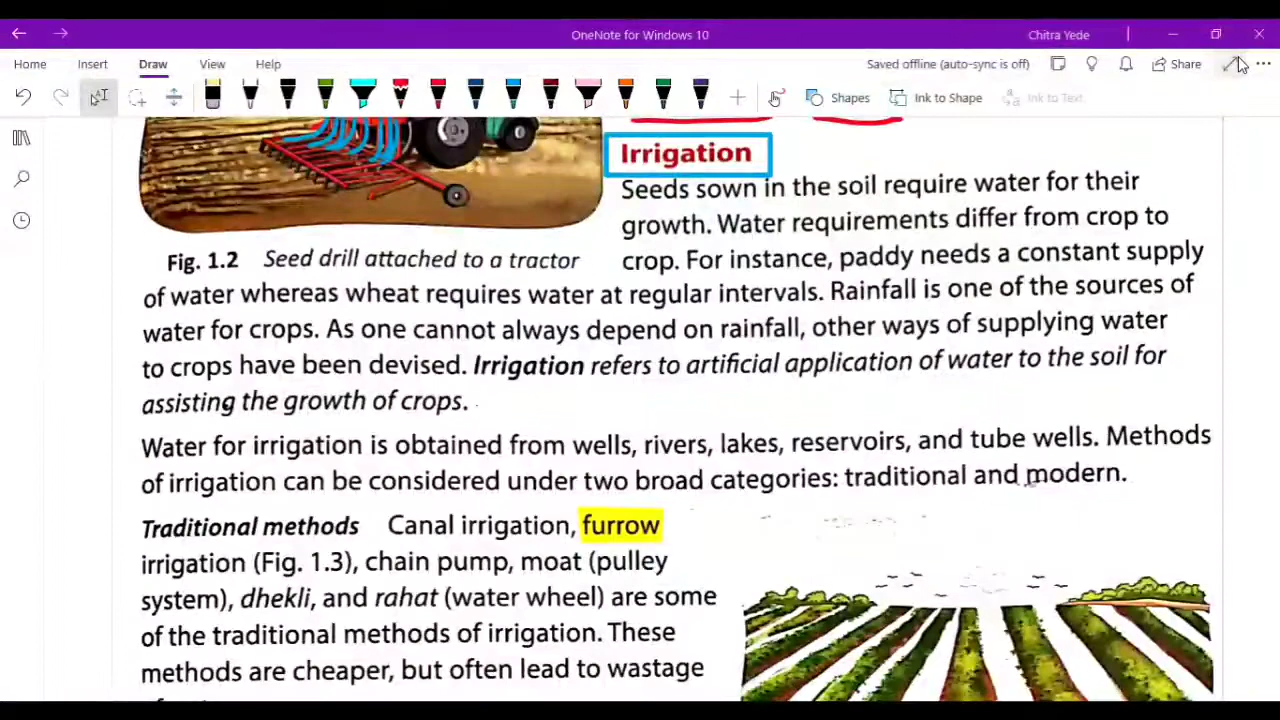 OneNote for Windows 10
Chitra Yede
Home Insert Draw View Help
Saved offline (auto-sync is off)
Share
Shapes
Ink to Shape
Ink to Text
Irrigation
Seeds sown in the soil require water for their
growth. Water requirements differ from crop to
Fig. 1.2 Seed drill attached to a tractor
crop. For instance, paddy needs a constant supply
of water whereas wheat requires water at regular intervals. Rainfall is one of the sources of
water for crops. As one cannot always depend on rainfall, other ways of supplying water
to crops have been devised. Irrigation refers to artificial application of water to the soil for
assisting the growth of crops.
Water for irrigation is obtained from wells, rivers, lakes, reservoirs, and tube wells. Methods
of irrigation can be considered under two broad categories: traditional and modern.
Traditional methods Canal irrigation, furrow
irrigation (Fig. 1.3), chain pump, moat (pulley
system), dhekli, and rahat (water wheel) are some
of the traditional methods of irrigation. These
methods are cheaper, but often lead to wastage